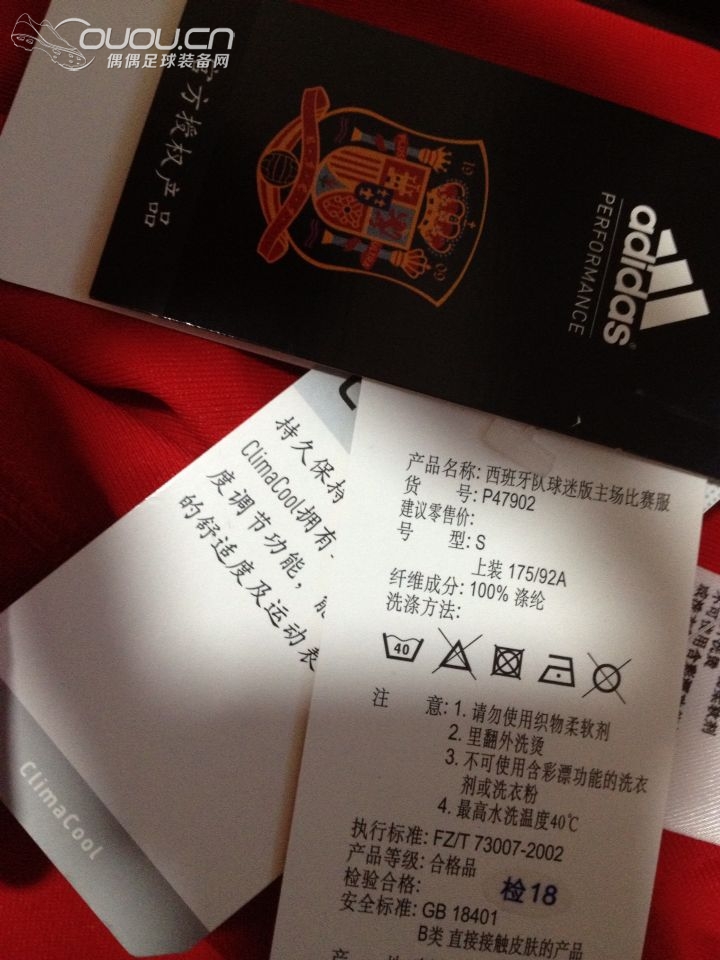 OUOU.CN
偶偶足球装备网
官方授权产品
adidas
PERFORMANCE
持久保持
ClimaCool拥有
度调节功能，能
的舒适度及运动表
ClimaCool
产品名称: 西班牙队球迷版主场比赛服
货 号: P47902
建议零售价:
号 型: S
上装 175/92A
纤维成分: 100% 涤纶
洗涤方法:
40
注 意: 1. 请勿使用织物柔软剂
2. 里翻外洗烫
3. 不可使用含彩漂功能的洗衣
剂或洗衣粉
4. 最高水洗温度40℃
执行标准: FZ/T 73007-2002
产品等级: 合格品
检验合格: 检18
安全标准: GB 18401
B类 直接接触皮肤的产品
产 地